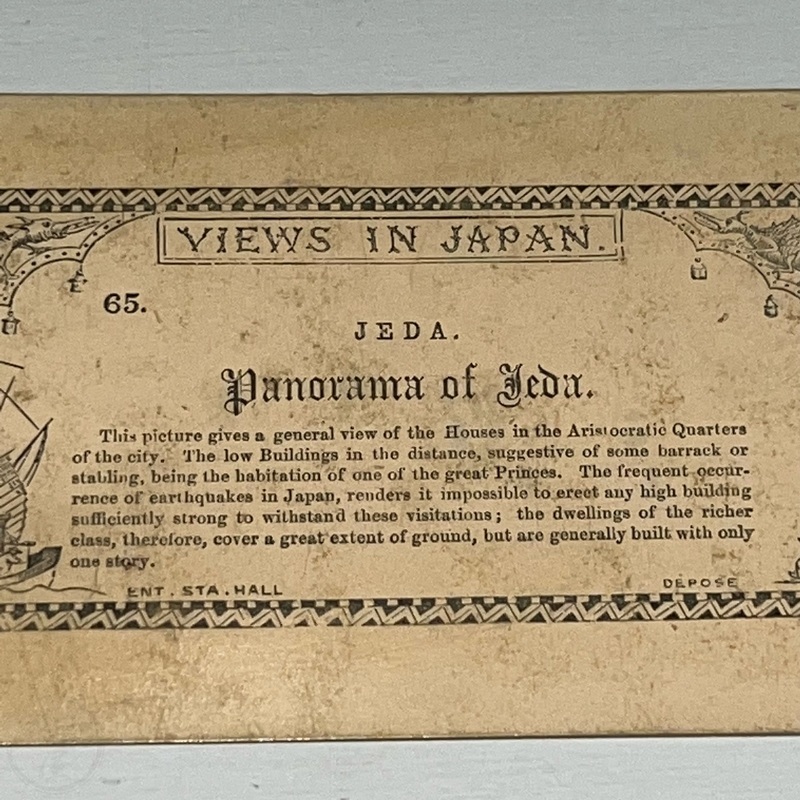 VIEWS IN JAPAN.
65.
JEDA.
Panorama of Jeda.
This picture gives a general view of the Houses in the Aristocratic Quarters
of the city. The low Buildings in the distance, suggestive of some barrack or
stabling, being the habitation of one of the great Princes. The frequent occur-
rence of earthquakes in Japan, renders it impossible to erect any high building
sufficiently strong to withstand these visitations; the dwellings of the richer
class, therefore, cover a great extent of ground, but are generally built with only
one story.
ENT. STA. HALL
DEPOSE